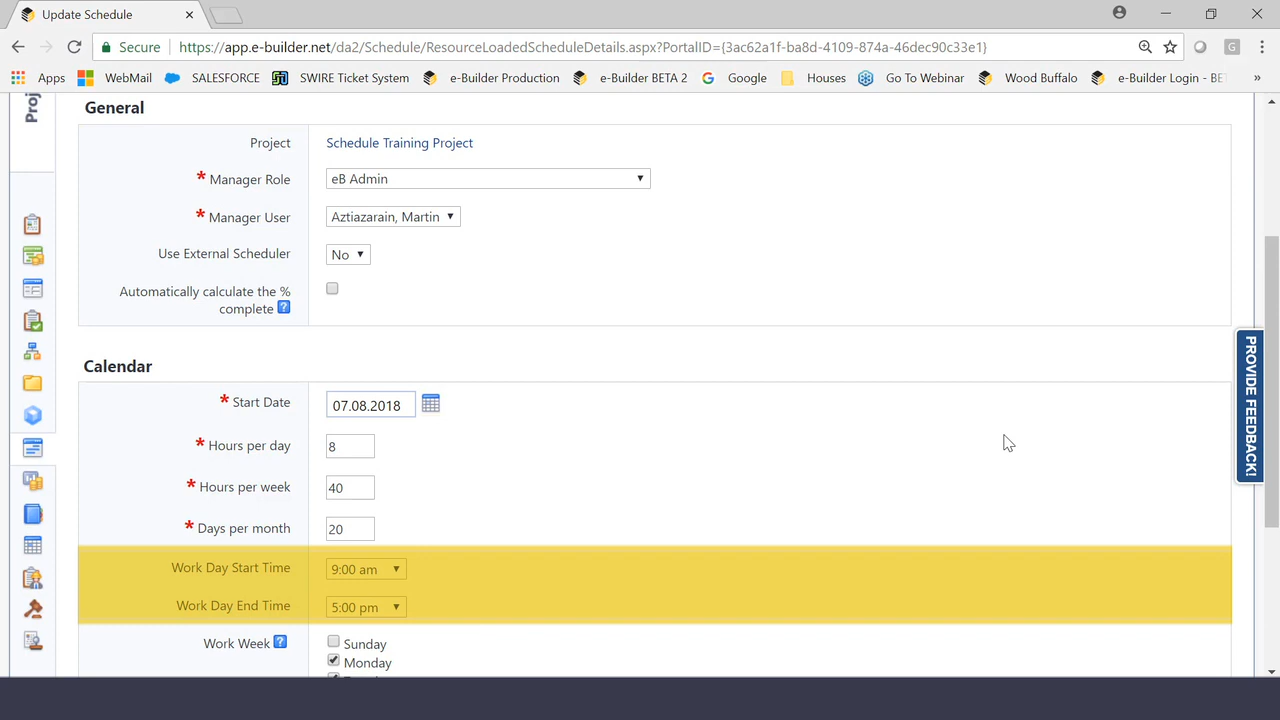 Update Schedule
Secure https://app.e-builder.net/da2/Schedule/ResourceLoadedScheduleDetails.aspx?PortalID={3ac62a1f-ba8d-4109-874a-46dec90c33e1}
Apps WebMail SALESFORCE SWIRE Ticket System e-Builder Production e-Builder BETA 2 Google Houses Go To Webinar Wood Buffalo e-Builder Login - BE »
Proj
General
Project Schedule Training Project
* Manager Role eB Admin
* Manager User Aztiazarain, Martin
Use External Scheduler No
Automatically calculate the %
complete ?
Calendar
* Start Date 07.08.2018
* Hours per day 8
* Hours per week 40
* Days per month 20
Work Day Start Time 9:00 am
Work Day End Time 5:00 pm
Work Week ? Sunday
Monday
PROVIDE FEEDBACK!